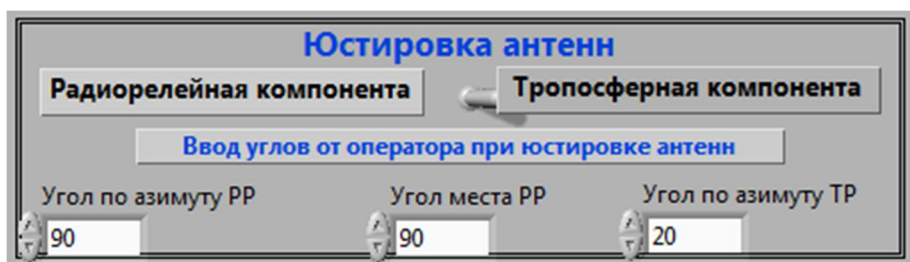 Юстировка антенн
Радиорелейная компонента
Тропосферная компонента
Ввод углов от оператора при юстировке антенн
Угол по азимуту РР
Угол места РР
Угол по азимуту ТР
90
90
20